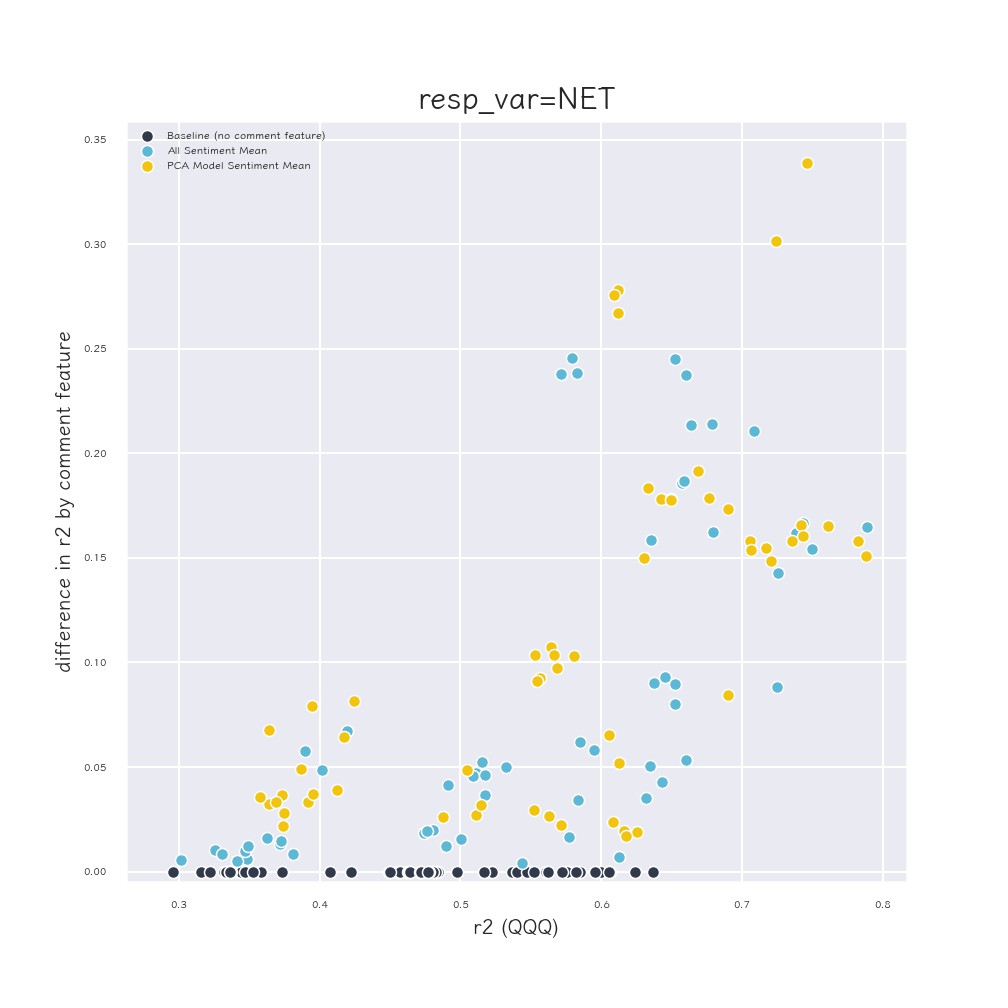 resp_var=NET
Baseline (no comment feature)
All Sentiment Mean
PCA Model Sentiment Mean
difference in r2 by comment feature
0.35
0.30
0.25
0.20
0.15
0.10
0.05
0.00
0.3 0.4 0.5 0.6 0.7 0.8
r2 (QQQ)